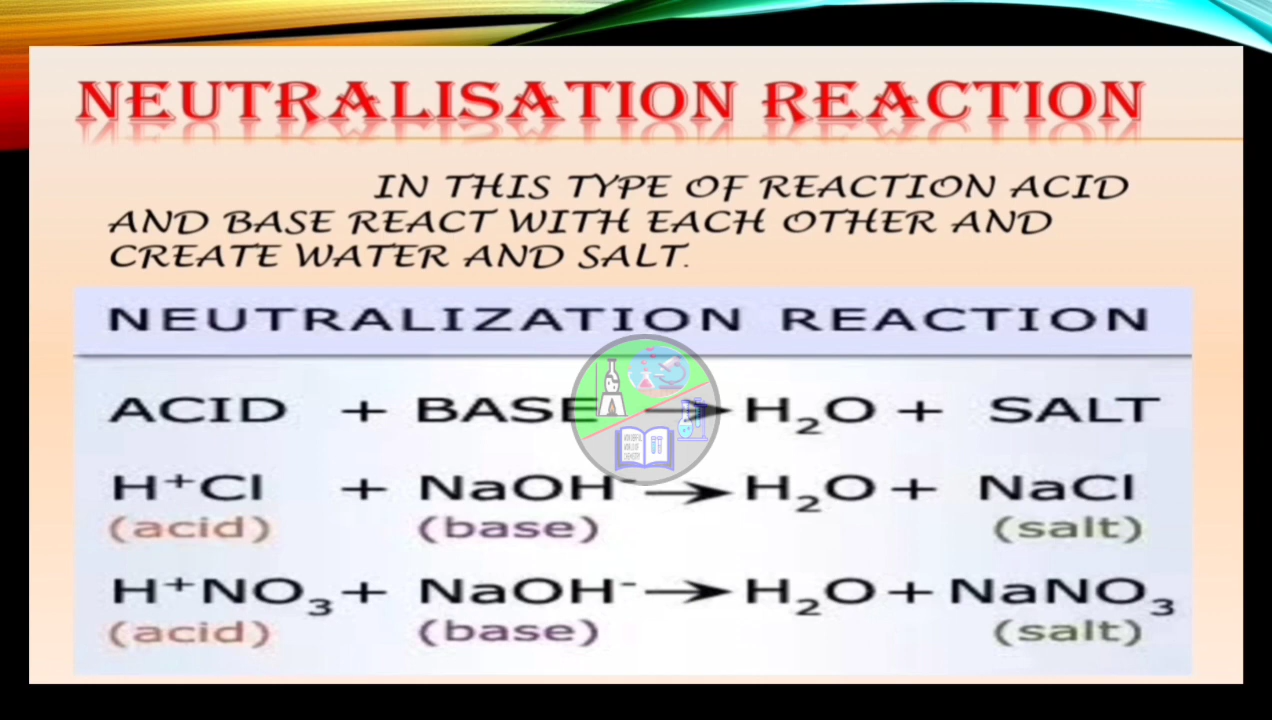 NEUTRALISATION REACTION
IN THIS TYPE OF REACTION ACID
AND BASE REACT WITH EACH OTHER AND
CREATE WATER AND SALT.
NEUTRALIZATION REACTION
ACID + BASE → H₂O + SALT
H⁺Cl + NaOH⁻ → H₂O + NaCl
(acid) (base) (salt)
H⁺NO₃ + NaOH⁻ → H₂O + NaNO₃
(acid) (base) (salt)